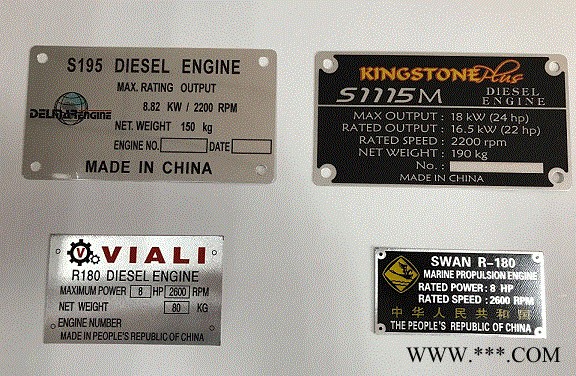 S195 DIESEL ENGINE
MAX. RATING OUTPUT
8.82 KW / 2200 RPM
DELMARENGINE
NET. WEIGHT 150 kg
ENGINE NO. DATE
MADE IN CHINA
KINGSTONE Plus
S1115M DIESEL ENGINE
MAX OUTPUT : 18 kW (24 hp)
RATED OUTPUT : 16.5 kW (22 hp)
RATED SPEED : 2200 rpm
NET WEIGHT : 190 kg
No. :
MADE IN CHINA
V VIALI
R180 DIESEL ENGINE
MAXIMUM POWER 8 HP 2600 RPM
NET WEIGHT 80 KG
ENGINE NUMBER
MADE IN PEOPLE'S REPUBLIC OF CHINA
SWAN R-180
MARINE PROPULSION ENGINE
RATED POWER: 8 HP
RATED SPEED: 2600 RPM
中华人民共和国
THE PEOPLE'S REPUBLIC OF CHINA
WWW.***.COM